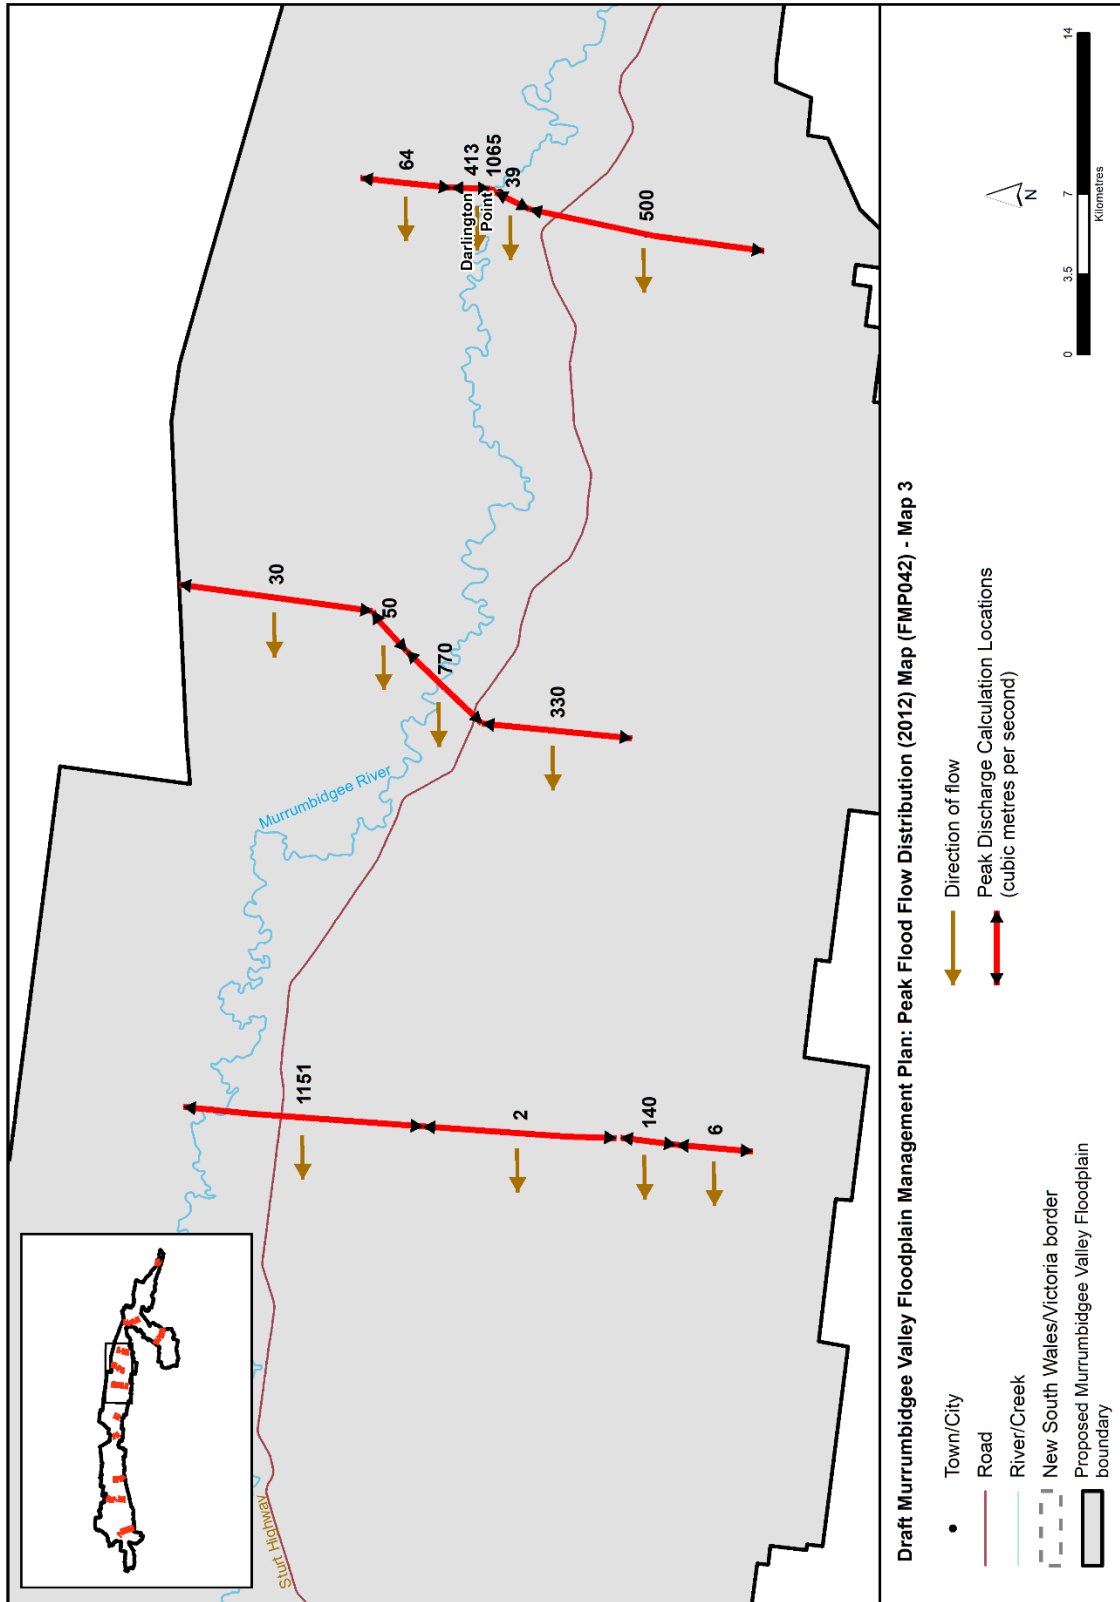 64
413
1065
39
500
Darlington
Point
30
50
770
330
Murrumbidgee River
1151
2
140
6
Sturt Highway
Draft Murrumbidgee Valley Floodplain Management Plan: Peak Flood Flow Distribution (2012) Map (FMP042) - Map 3
Town/City
Road
River/Creek
New South Wales/Victoria border
Proposed Murrumbidgee Valley Floodplain
boundary
Direction of flow
Peak Discharge Calculation Locations
(cubic metres per second)
N
0 3.5 7 14
Kilometres